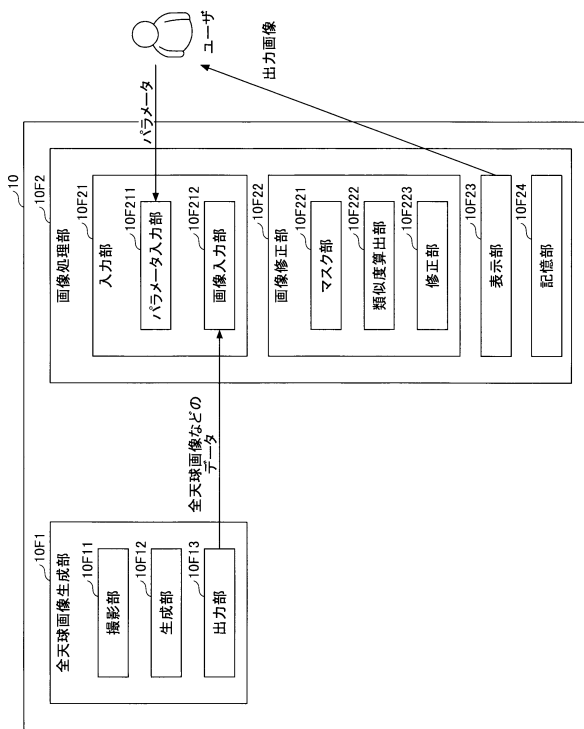 10
全天球画像生成部
10F1
撮影部
10F11
生成部
10F12
出力部
10F13
全天球画像などの
データ
画像処理部
10F2
入力部
10F21
パラメータ入力部
10F211
画像入力部
10F212
画像修正部
10F22
マスク部
10F221
類似度算出部
10F222
修正部
10F223
表示部
10F23
記憶部
10F24
パラメータ
出力画像
ユーザ